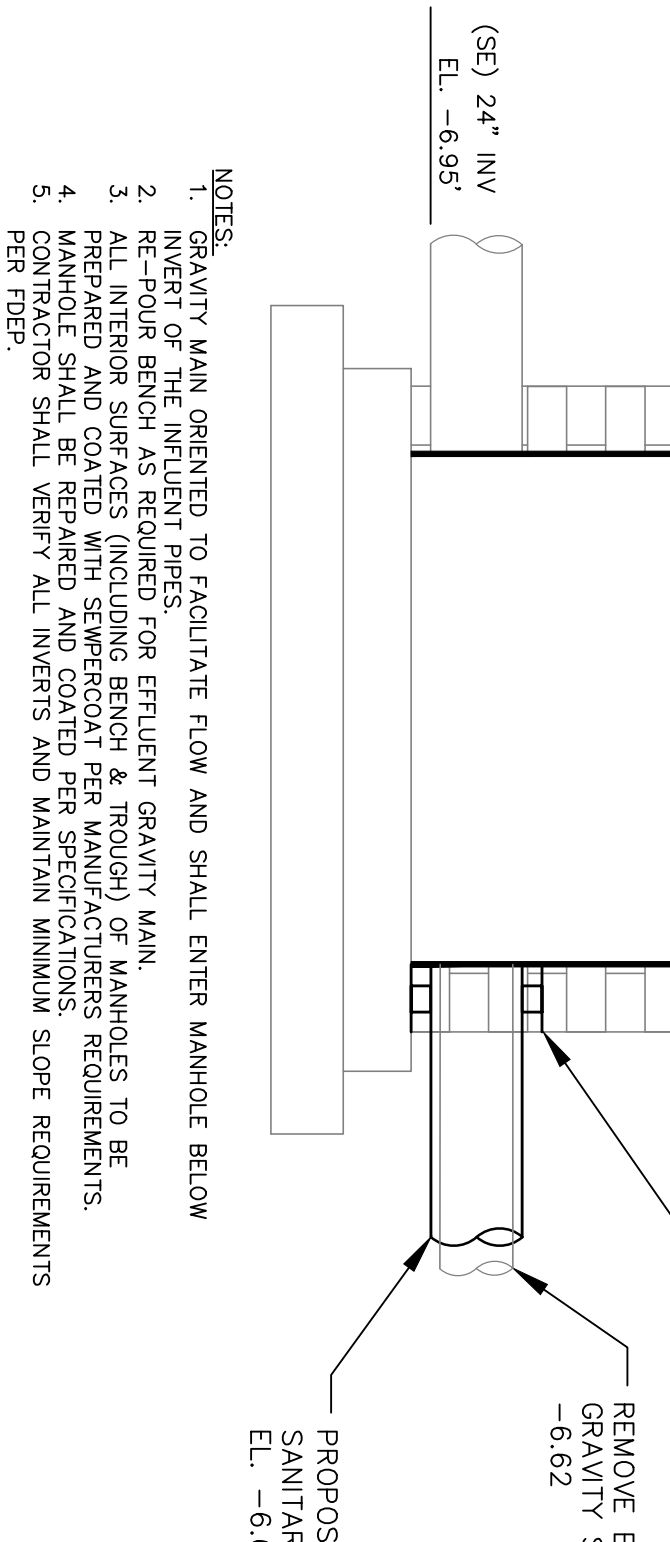 (SE) 24" INV
EL. -6.95'
REMOVE
GRAVITY
-6.62
EL.
NOTES:
1. GRAVITY MAIN ORIENTED TO FACILITATE FLOW AND SHALL ENTER MANHOLE BELOW
INVERT OF THE INFLUENT PIPES.
2. RE-POUR BENCH AS REQUIRED FOR EFFLUENT GRAVITY MAIN.
3. ALL INTERIOR SURFACES (INCLUDING BENCH & TROUGH) OF MANHOLES TO BE
PREPARED AND COATED WITH SEWPERCOAT PER MANUFACTURERS REQUIREMENTS.
4. MANHOLE SHALL BE REPAIRED AND COATED PER SPECIFICATIONS.
5. CONTRACTOR SHALL VERIFY ALL INVERTS AND MAINTAIN MINIMUM SLOPE REQUIREMENTS
PER FDEP.